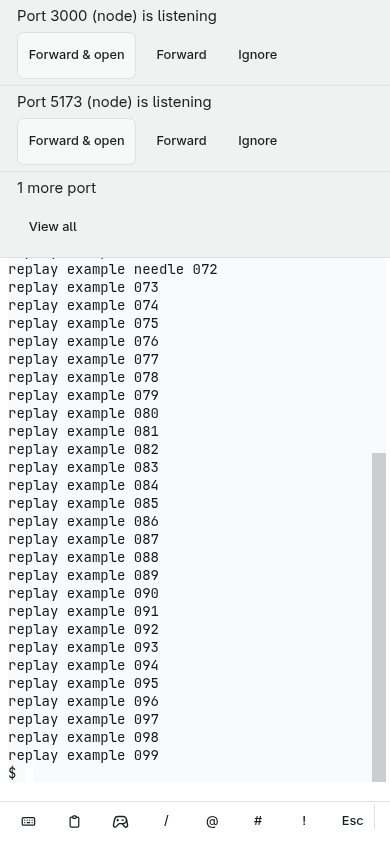 Port 3000 (node) is listening
Forward & open Forward Ignore
Port 5173 (node) is listening
Forward & open Forward Ignore
1 more port
View all
replay example needle 072
replay example 073
replay example 074
replay example 075
replay example 076
replay example 077
replay example 078
replay example 079
replay example 080
replay example 081
replay example 082
replay example 083
replay example 084
replay example 085
replay example 086
replay example 087
replay example 088
replay example 089
replay example 090
replay example 091
replay example 092
replay example 093
replay example 094
replay example 095
replay example 096
replay example 097
replay example 098
replay example 099
$
/ @ # ! Esc